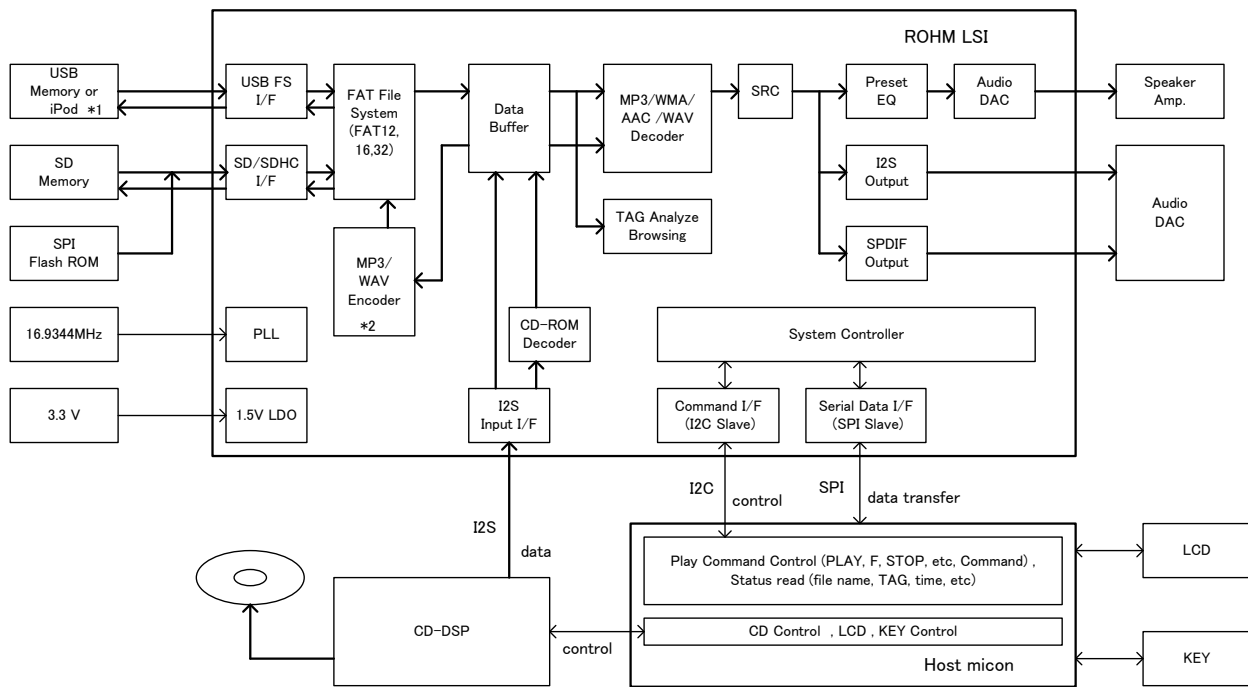 ROHM LSI
USB
Memory or
iPod *1
USB FS
I/F
FAT File
System
(FAT12,
16,32)
Data
Buffer
MP3/WMA/
AAC /WAV
Decoder
SRC
Preset
EQ
Audio
DAC
Speaker
Amp.
SD
Memory
SD/SDHC
I/F
I2S
Output
Audio
DAC
SPI
Flash ROM
MP3/
WAV
Encoder
*2
TAG Analyze
Browsing
SPDIF
Output
16.9344MHz
PLL
CD-ROM
Decoder
System Controller
3.3 V
1.5V LDO
I2S
Input I/F
Command I/F
(I2C Slave)
Serial Data I/F
(SPI Slave)
I2C
control
SPI
data transfer
I2S
data
Play Command Control (PLAY, F, STOP, etc, Command) ,
Status read (file name, TAG, time, etc)
LCD
CD-DSP
control
CD Control , LCD , KEY Control
Host micon
KEY